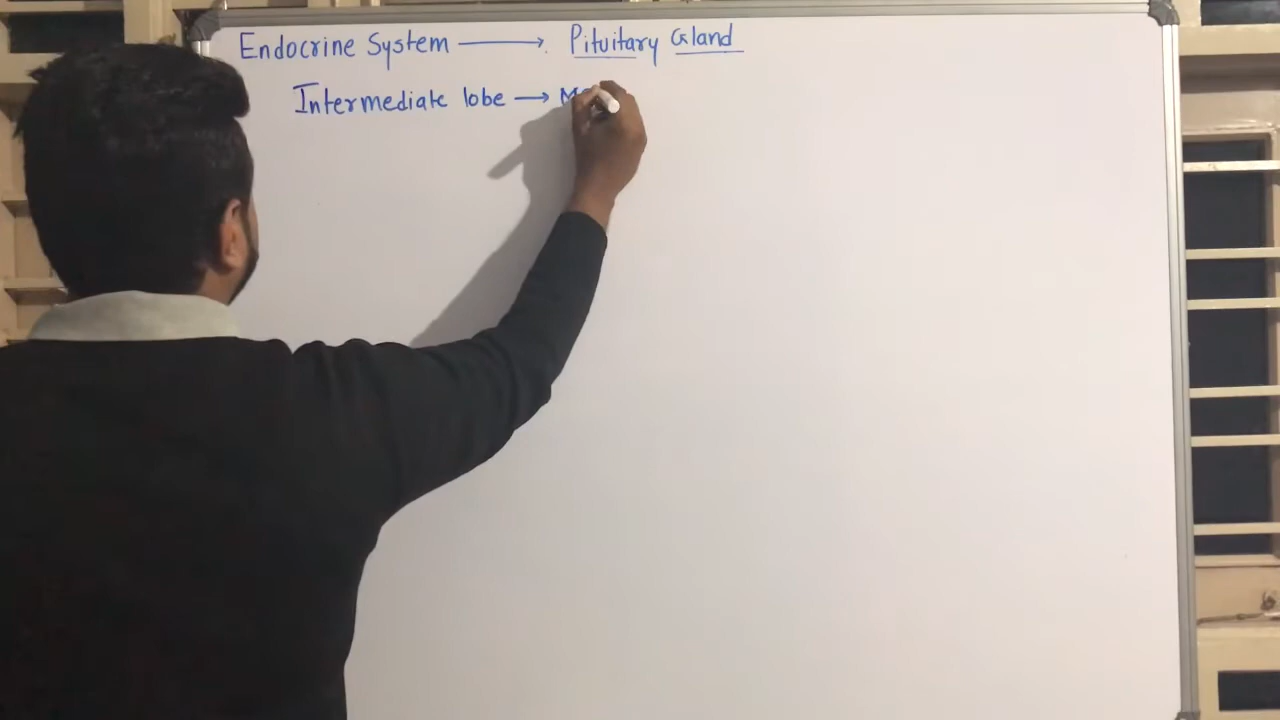 Endocrine System → Pituitary Gland
Intermediate lobe →